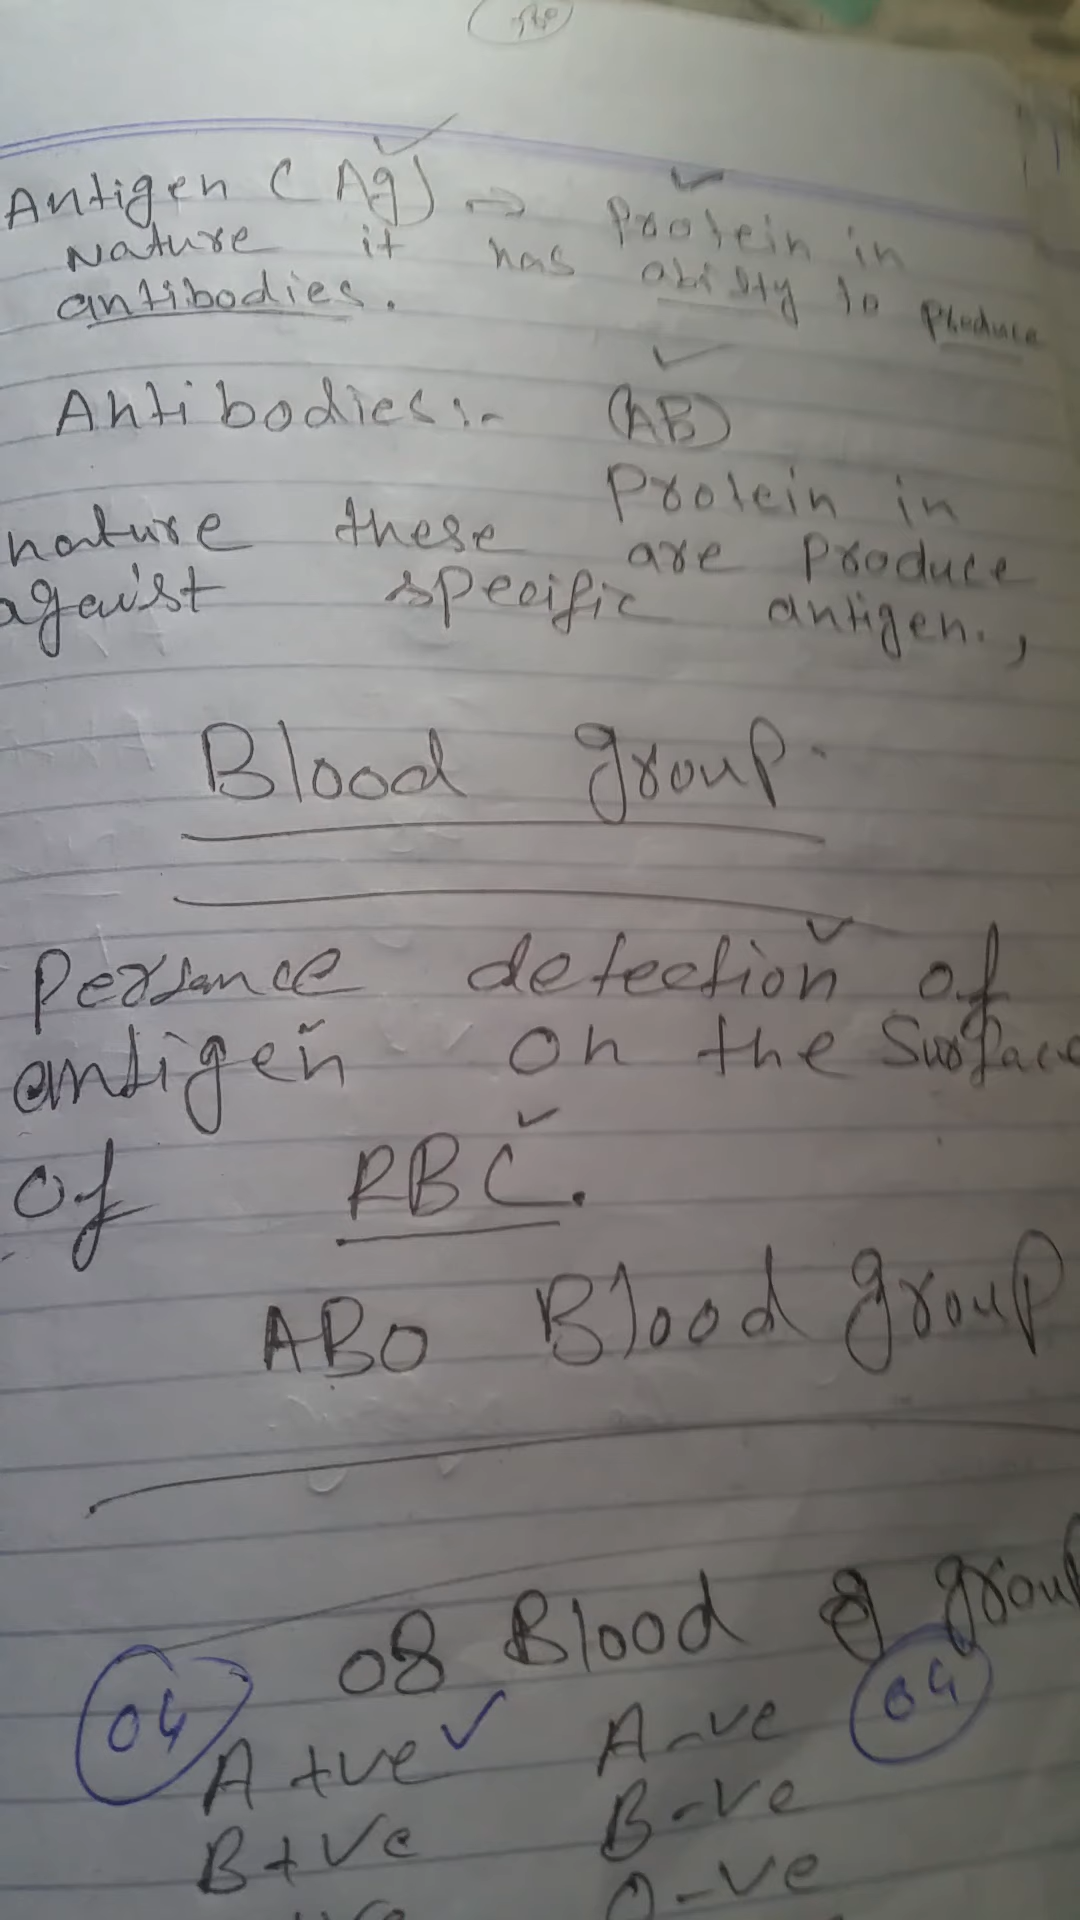 Antigen (Ag) → Protein in
Nature it has ability to produce
antibodies.
Antibodies:- (AB)
Protein in
nature these are produce
against specific antigen.,
Blood group.
Persance detection of
antigen on the Surface
of RBC.
ABO Blood group
08 Blood group
04 A +ve A -ve 04
B +ve B -ve
O -ve